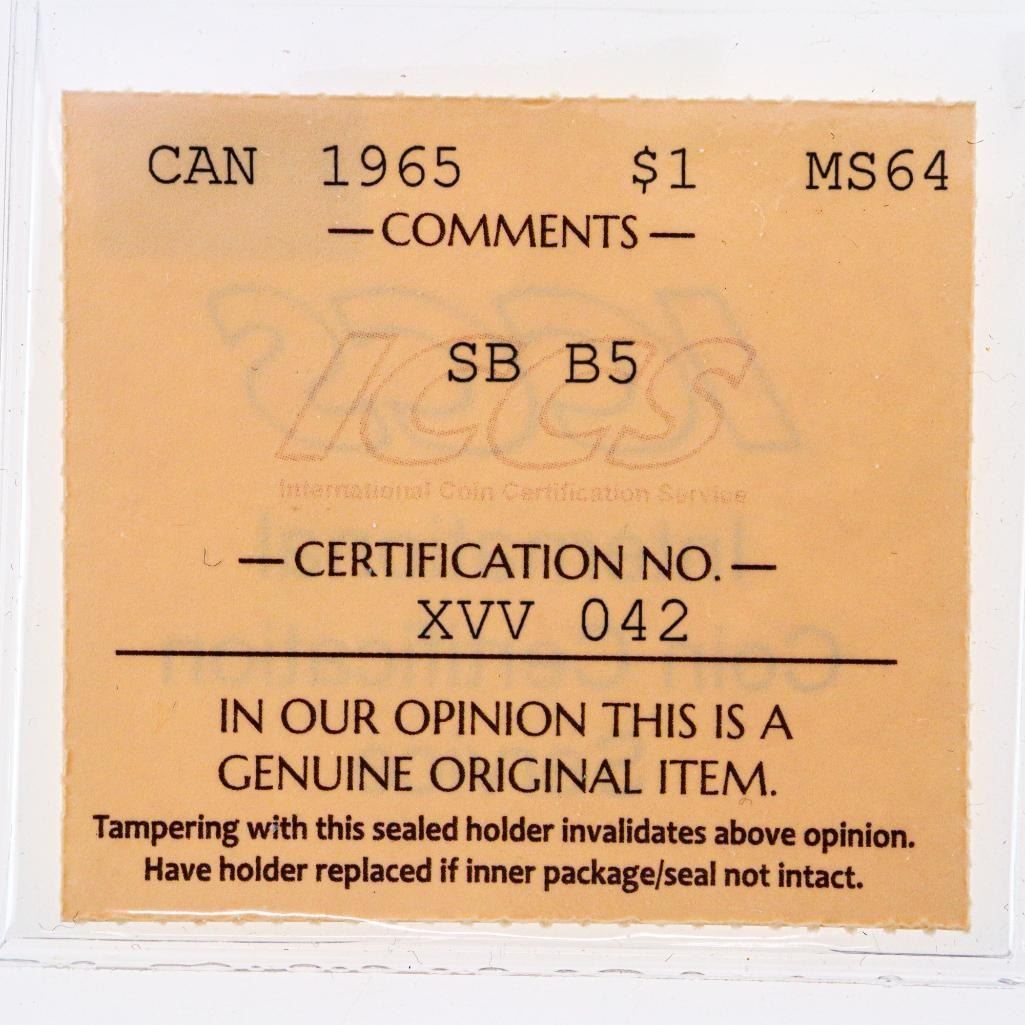 CAN 1965 $1 MS64
—COMMENTS—
SB B5
ICCS
International Coin Certification Service
—CERTIFICATION NO.—
XVV 042
IN OUR OPINION THIS IS A
GENUINE ORIGINAL ITEM.
Tampering with this sealed holder invalidates above opinion.
Have holder replaced if inner package/seal not intact.